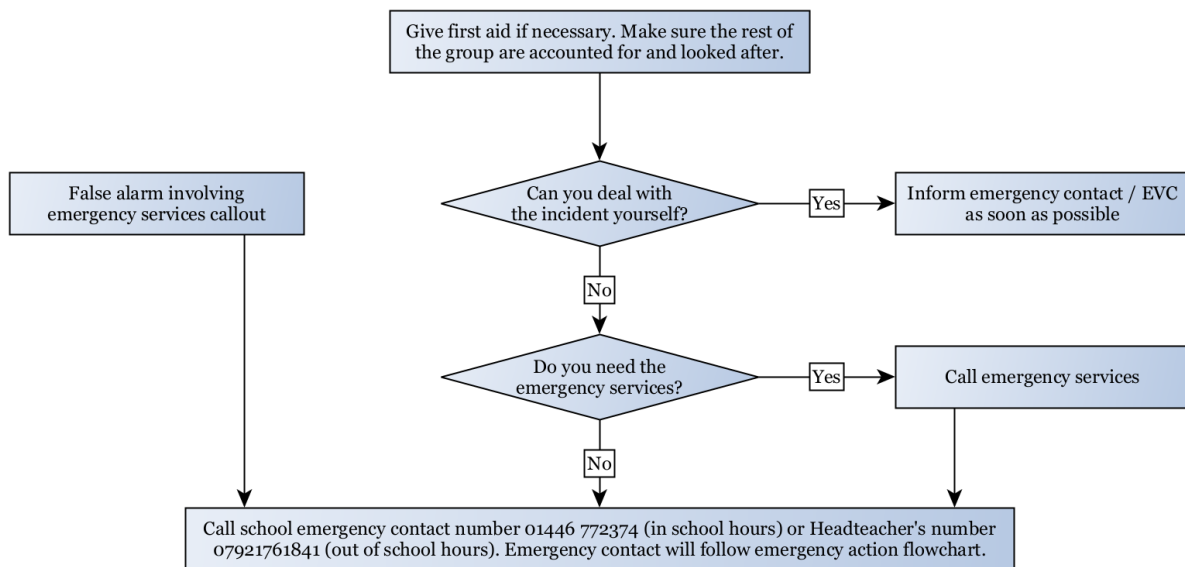 Give first aid if necessary. Make sure the rest of
the group are accounted for and looked after.
False alarm involving
emergency services callout
Can you deal with
the incident yourself?
Yes
Inform emergency contact / EVC
as soon as possible
No
Do you need the
emergency services?
Yes
Call emergency services
No
Call school emergency contact number 01446 772374 (in school hours) or Headteacher's number
07921761841 (out of school hours). Emergency contact will follow emergency action flowchart.